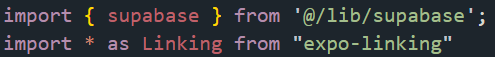 import { supabase } from '@/lib/supabase';
import * as Linking from "expo-linking"